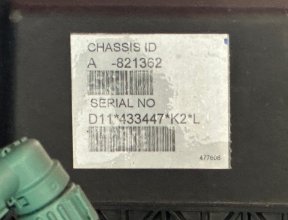 CHASSIS ID
A -821362
SERIAL NO
D11*433447*K2*L
477608